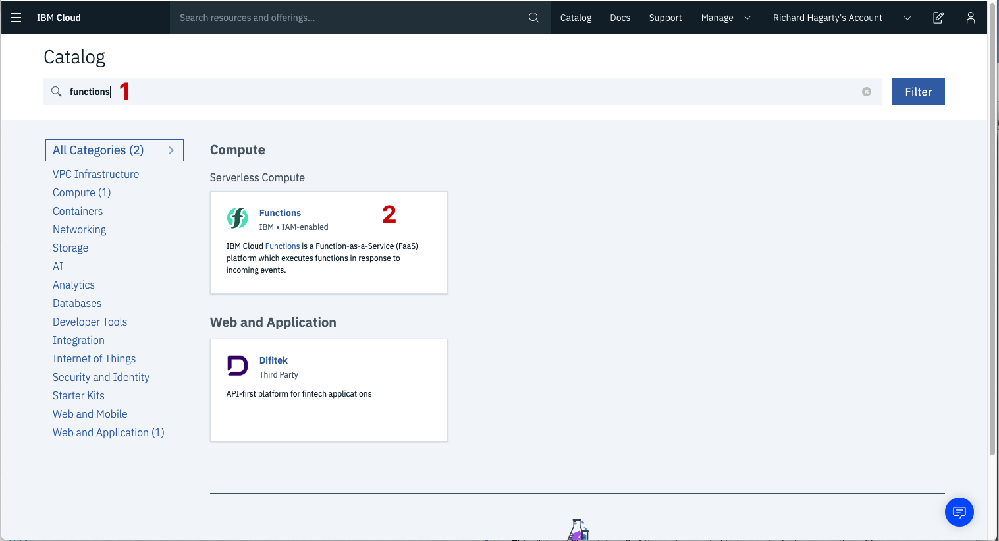 IBM Cloud
Search resources and offerings...
Catalog
Docs
Support
Manage
Richard Hagarty's Account
Catalog
functions
1
Filter
All Categories (2)
VPC Infrastructure
Compute (1)
Containers
Networking
Storage
AI
Analytics
Databases
Developer Tools
Integration
Internet of Things
Security and Identity
Starter Kits
Web and Mobile
Web and Application (1)
Compute
Serverless Compute
Functions
2
IBM • IAM-enabled
IBM Cloud Functions is a Function-as-a-Service (FaaS)
platform which executes functions in response to
incoming events.
Web and Application
Difitek
Third Party
API-first platform for fintech applications